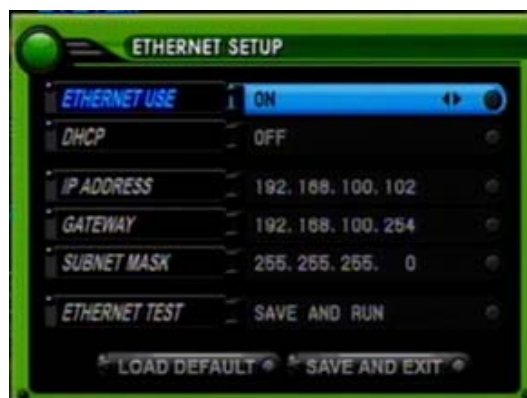 ETHERNET SETUP
ETHERNET USE ON
DHCP OFF
IP ADDRESS 192.168.100.102
GATEWAY 192.168.100.254
SUBNET MASK 255.255.255. 0
ETHERNET TEST SAVE AND RUN
LOAD DEFAULT SAVE AND EXIT